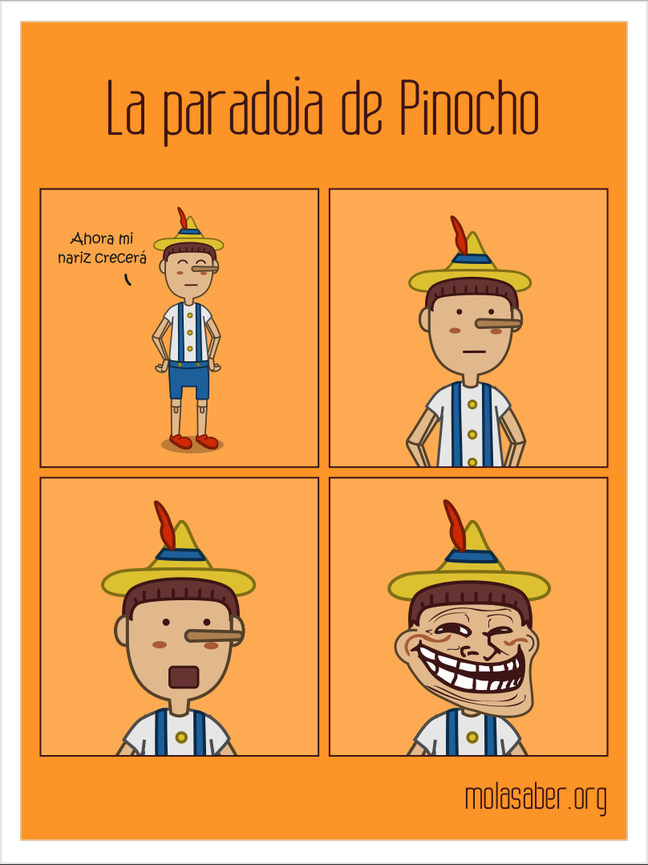 La paradoja de Pinocho
Ahora mi
nariz crecerá
molasaber.org